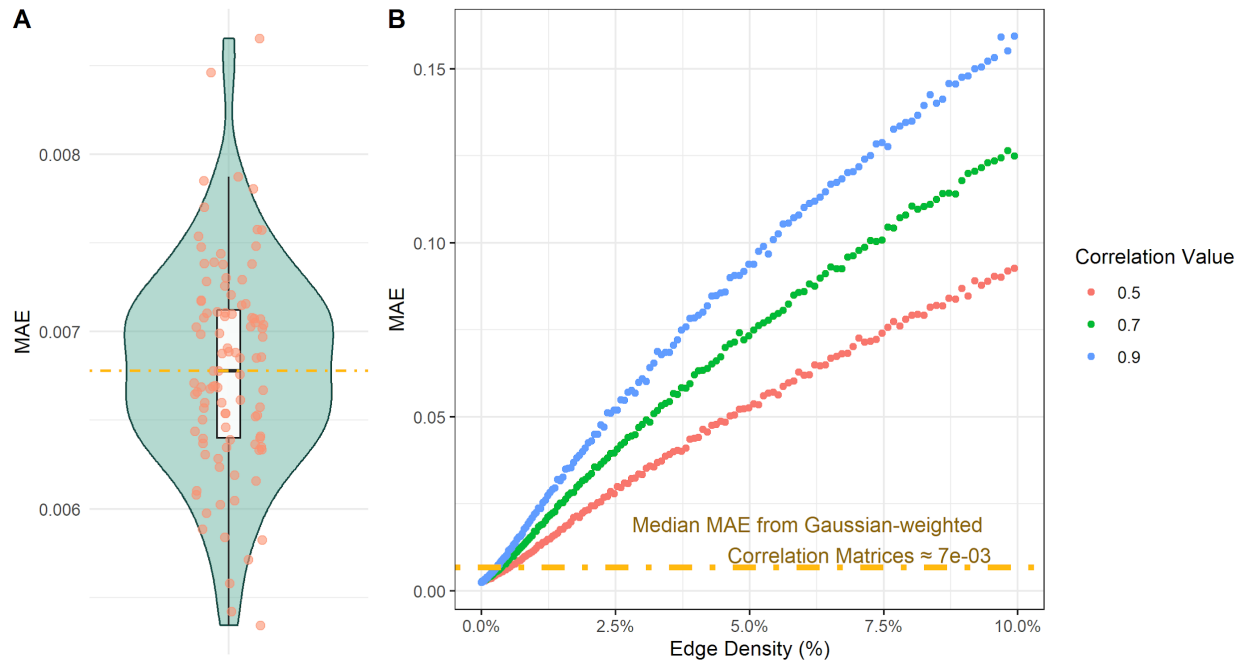 A
MAE
0.008
0.007
0.006
B
MAE
0.15
0.10
0.05
0.00
Median MAE from Gaussian-weighted
Correlation Matrices ≈ 7e-03
0.0%
2.5%
5.0%
7.5%
10.0%
Edge Density (%)
Correlation Value
0.5
0.7
0.9